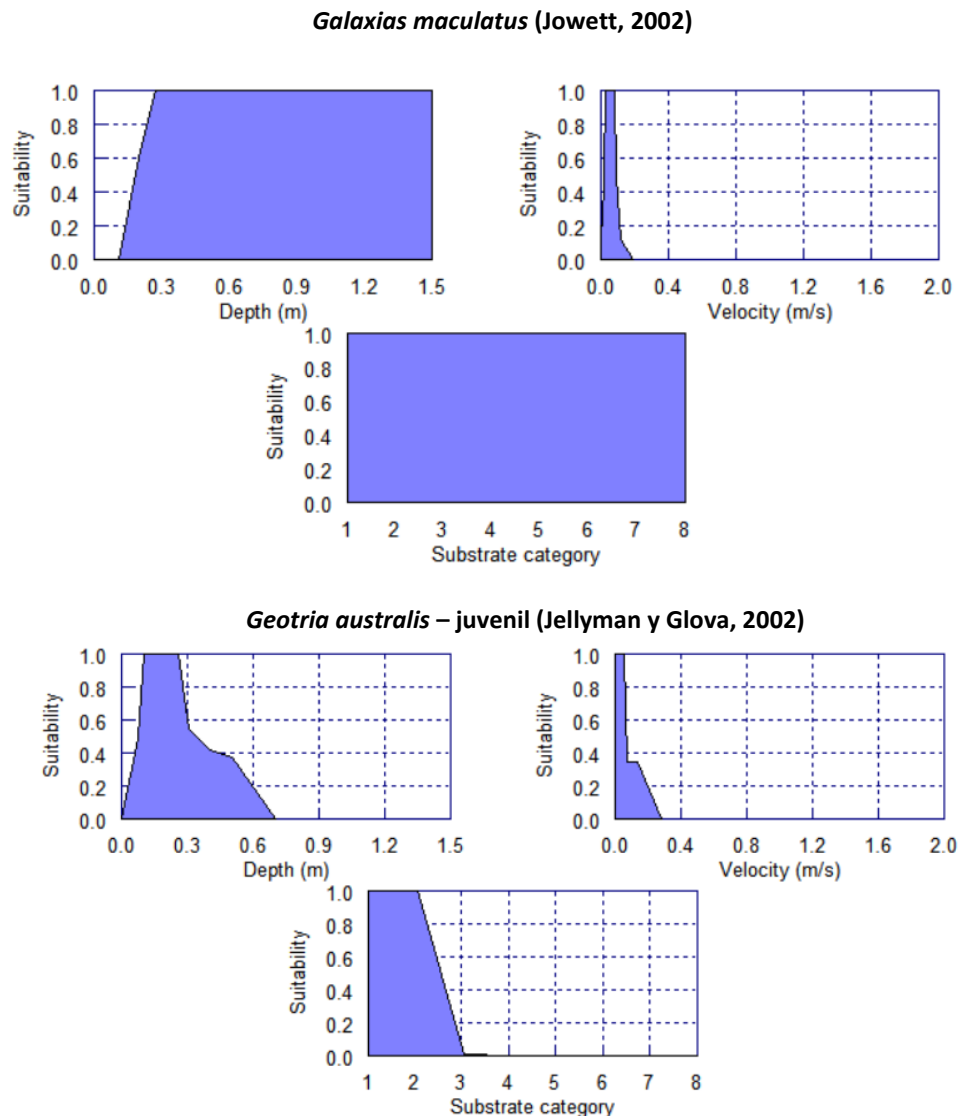 Galaxias maculatus (Jowett, 2002)
Suitability
1.0
0.8
0.6
0.4
0.2
0.0
0.0 0.3 0.6 0.9 1.2 1.5
Depth (m)
Suitability
1.0
0.8
0.6
0.4
0.2
0.0
0.0 0.4 0.8 1.2 1.6 2.0
Velocity (m/s)
Suitability
1.0
0.8
0.6
0.4
0.2
0.0
1 2 3 4 5 6 7 8
Substrate category
Geotria australis – juvenil (Jellyman y Glova, 2002)
Suitability
1.0
0.8
0.6
0.4
0.2
0.0
0.0 0.3 0.6 0.9 1.2 1.5
Depth (m)
Suitability
1.0
0.8
0.6
0.4
0.2
0.0
0.0 0.4 0.8 1.2 1.6 2.0
Velocity (m/s)
Suitability
1.0
0.8
0.6
0.4
0.2
0.0
1 2 3 4 5 6 7 8
Substrate category